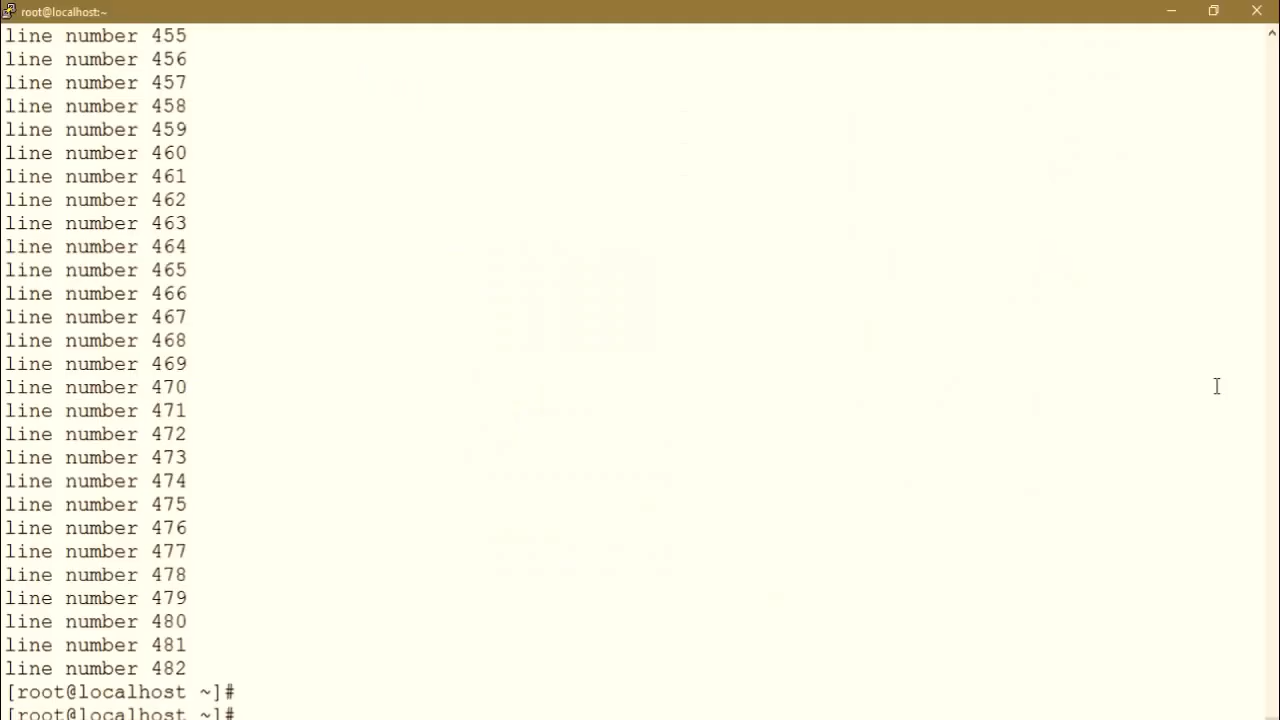 root@localhost:~
line number 455
line number 456
line number 457
line number 458
line number 459
line number 460
line number 461
line number 462
line number 463
line number 464
line number 465
line number 466
line number 467
line number 468
line number 469
line number 470
line number 471
line number 472
line number 473
line number 474
line number 475
line number 476
line number 477
line number 478
line number 479
line number 480
line number 481
line number 482
[root@localhost ~]#
[root@localhost ~]#